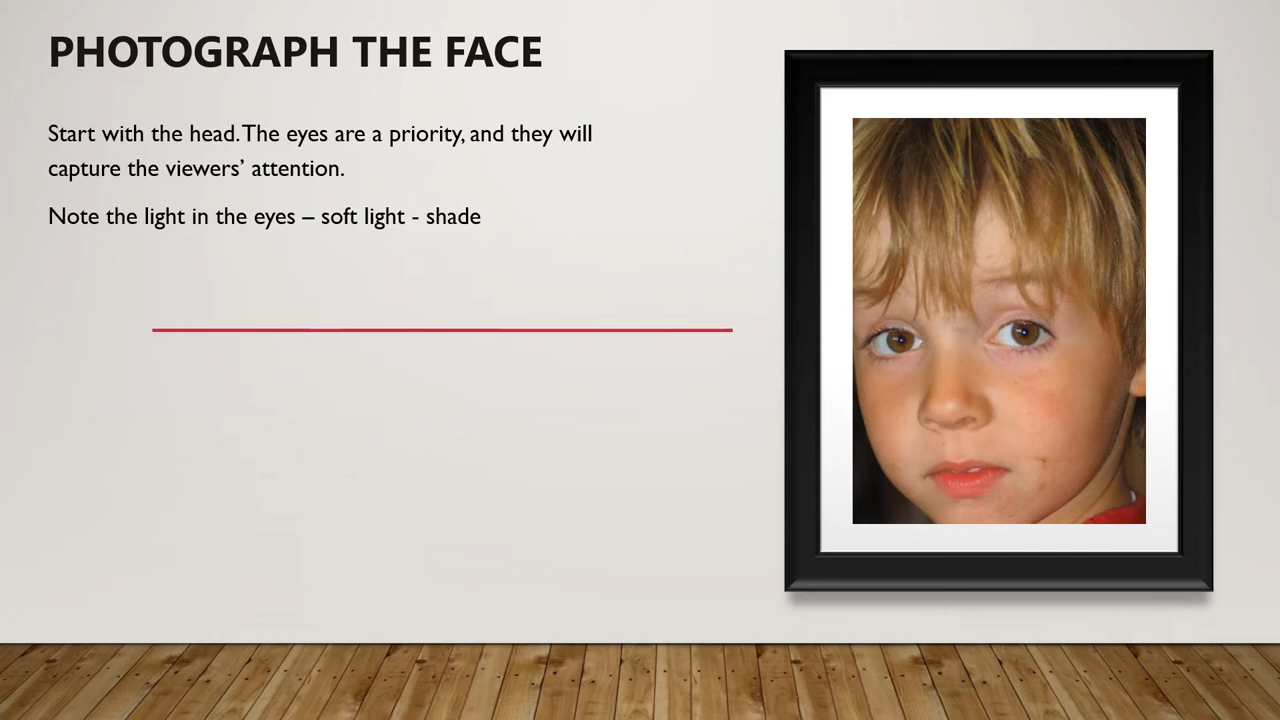 PHOTOGRAPH THE FACE
Start with the head. The eyes are a priority, and they will
capture the viewers’ attention.
Note the light in the eyes – soft light - shade